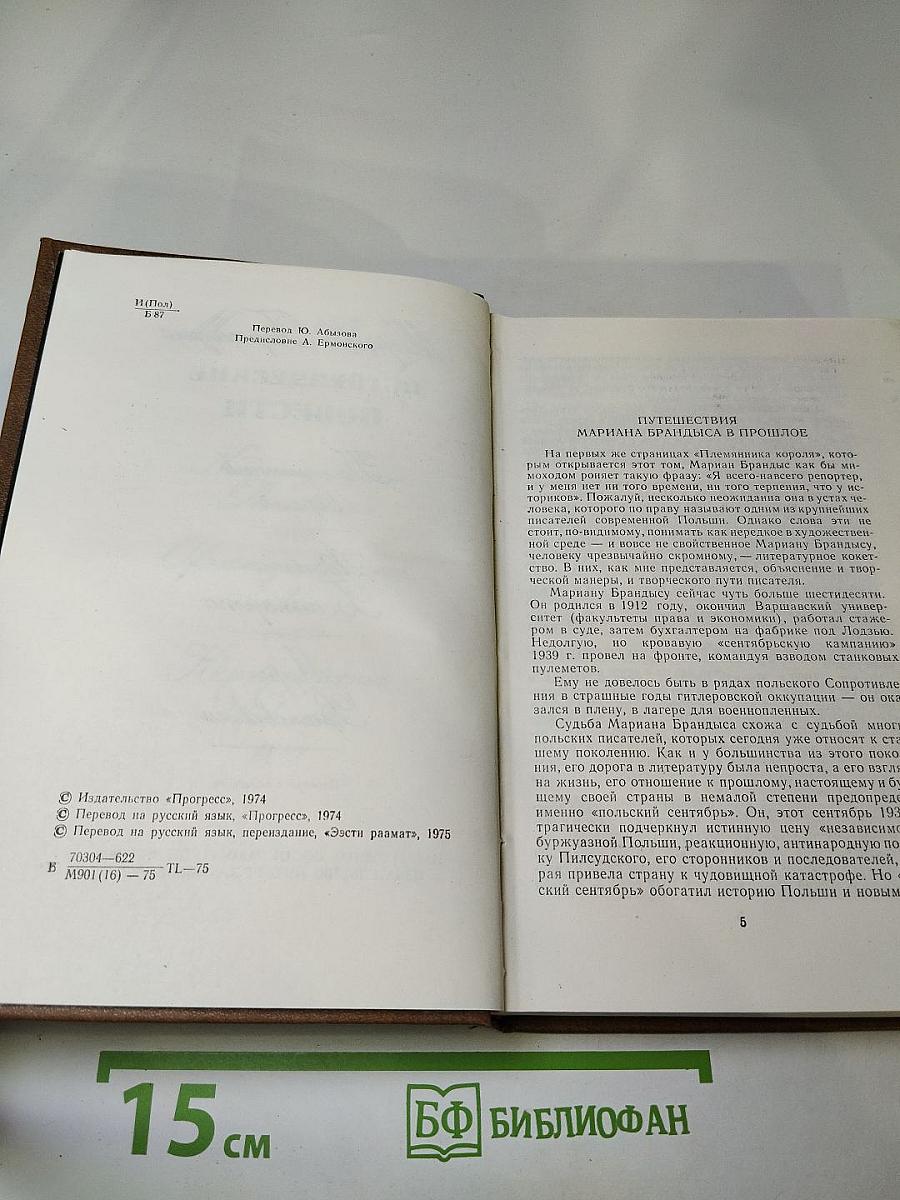 И(Пол)
Б 87
Перевод Ю. Абызова
Предисловие А. Ермонского
© Издательство «Прогресс», 1974
© Перевод на русский язык, «Прогресс», 1974
© Перевод на русский язык, переиздание, «Ээсти раамат», 1975
Б 70304—622
М901(16) — 75 TL—75
ПУТЕШЕСТВИЯ
МАРИАНА БРАНДЫСА В ПРОШЛОЕ
На первых же страницах «Племянника короля», кото-
рым открывается этот том, Мариан Брандыс как бы ми-
моходом роняет такую фразу: «Я всего-навсего репортер,
и у меня нет ни того времени, ни того терпения, что у ис-
ториков». Пожалуй, несколько неожиданна она в устах че-
ловека, которого по праву называют одним из крупнейших
писателей современной Польши. Однако слова эти не
стоит, по-видимому, понимать как нередкое в художествен-
ной среде — и вовсе не свойственное Мариану Брандысу,
человеку чрезвычайно скромному, — литературное кокет-
ство. В них, как мне представляется, объяснение и твор-
ческой манеры, и творческого пути писателя.
Мариану Брандысу сейчас чуть больше шестидесяти.
Он родился в 1912 году, окончил Варшавский универ-
ситет (факультеты права и экономики), работал стаже-
ром в суде, затем бухгалтером на фабрике под Лодзью.
Недолгую, но кровавую «сентябрьскую кампанию»
1939 г. провел на фронте, командуя взводом станковых
пулеметов.
Ему не довелось быть в рядах польского Сопротивле
ния в страшные годы гитлеровской оккупации — он ока
зался в плену, в лагере для военнопленных.
Судьба Мариана Брандыса схожа с судьбой мног
польских писателей, которых сегодня уже относят к ста
шему поколению. Как и у большинства из этого поко
ния, его дорога в литературу была непроста, а его взгля
на жизнь, его отношение к прошлому, настоящему и бу
щему своей страны в немалой степени предопреде
именно «польский сентябрь». Он, этот сентябрь 193
трагически подчеркнул истинную цену «независимо
буржуазной Польши, реакционную, антинародную по
ку Пилсудского, его сторонников и последователей,
рая привела страну к чудовищной катастрофе. Но «
ский сентябрь» обогатил историю Польши и новым
5
15 см
БФ БИБЛИОФАН